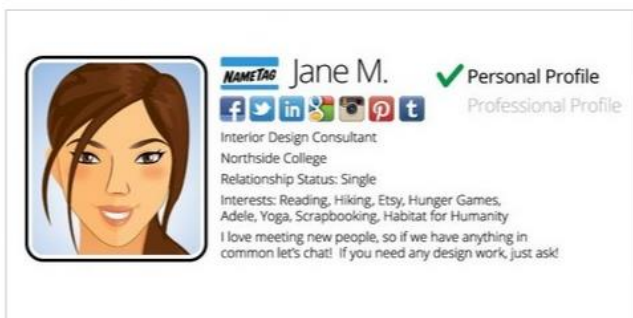 NAMETAG Jane M.
Personal Profile
Professional Profile
Interior Design Consultant
Northside College
Relationship Status: Single
Interests: Reading, Hiking, Etsy, Hunger Games,
Adele, Yoga, Scrapbooking, Habitat for Humanity
I love meeting new people, so if we have anything in
common let's chat!  If you need any design work, just ask!